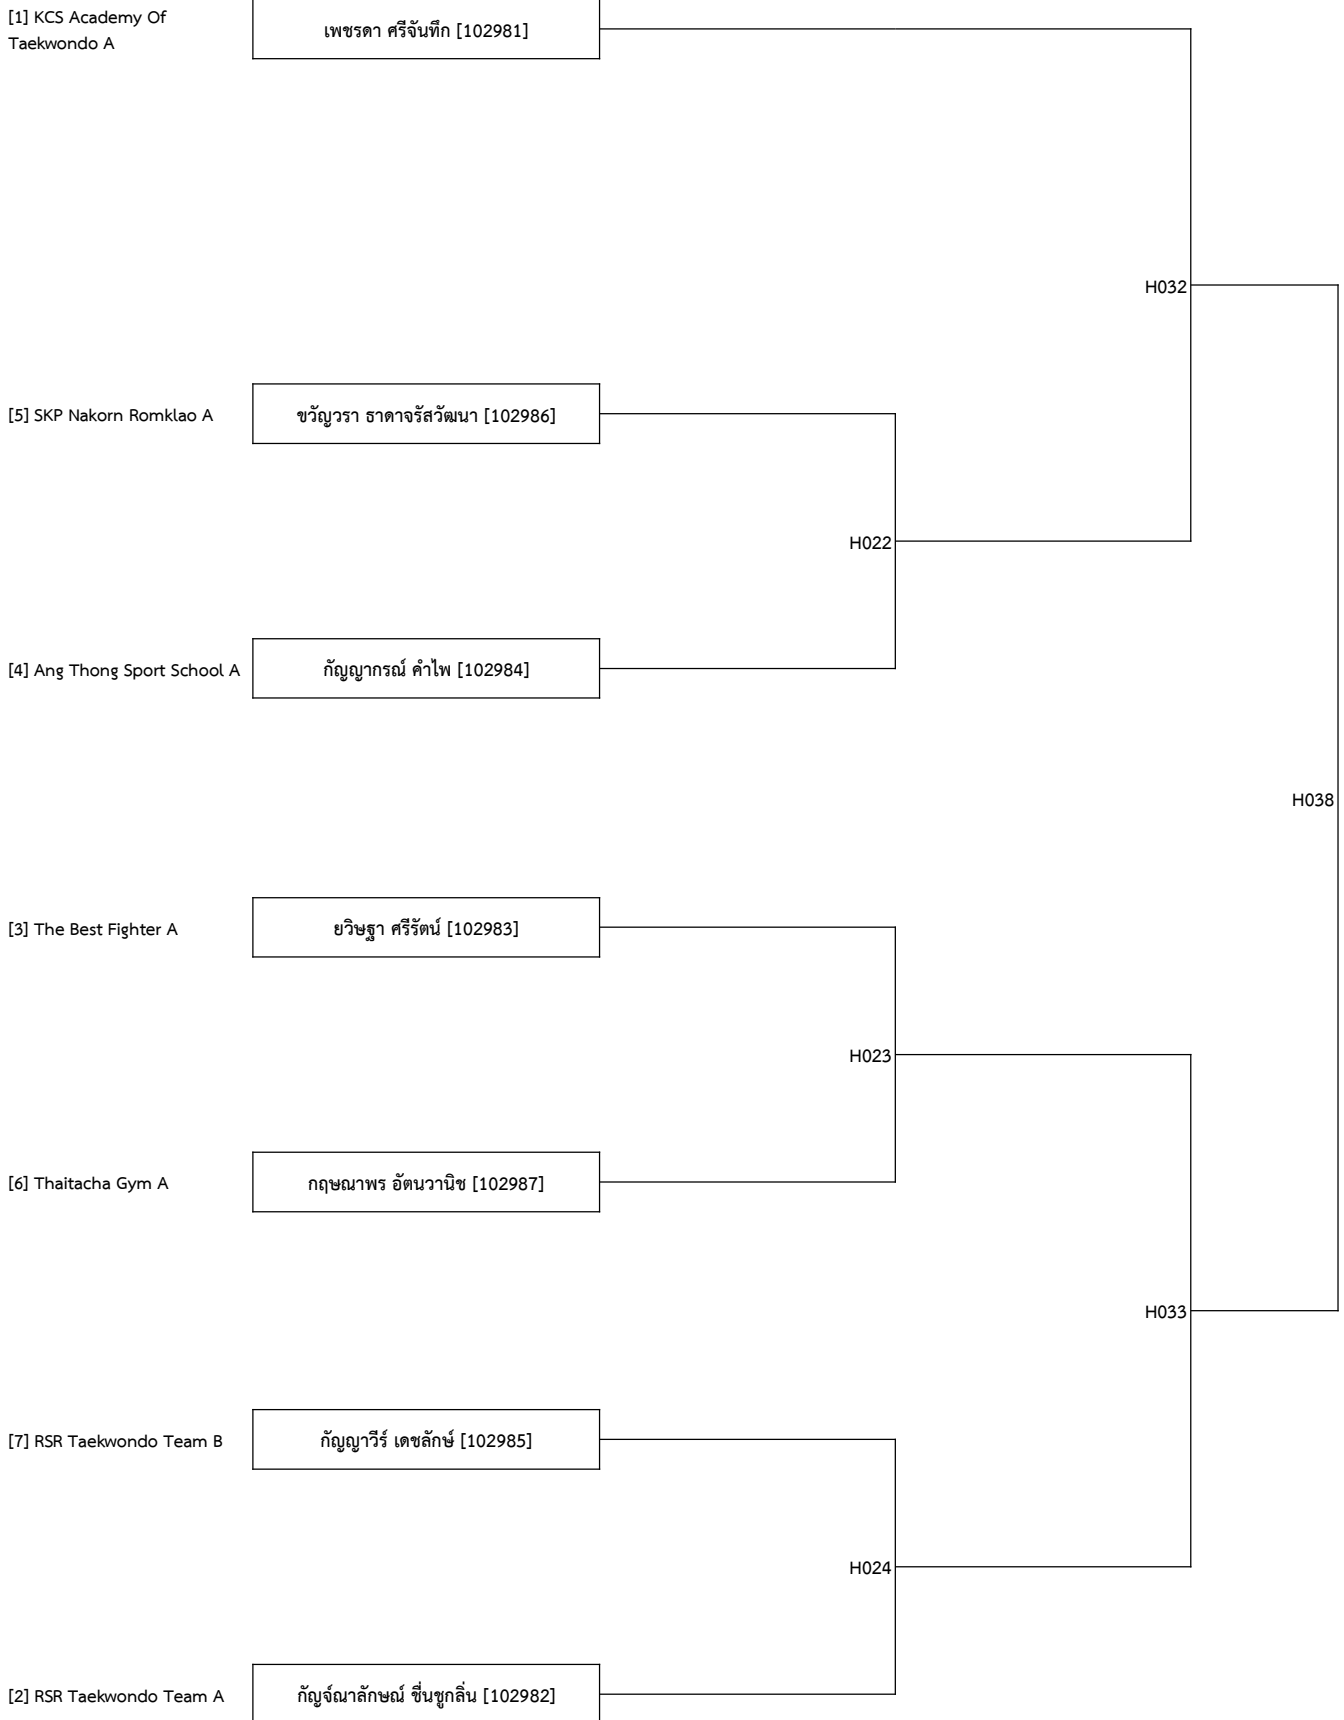 [1] KCS Academy Of
Taekwondo A
เพชรดา ศรีจันทึก [102981]
H032
[5] SKP Nakorn Romklao A
ขวัญวรา ธาดาจรัสวัฒนา [102986]
H022
[4] Ang Thong Sport School A
กัญญากรณ์ คำไพ [102984]
H038
[3] The Best Fighter A
ยวิษฐา ศรีรัตน์ [102983]
H023
[6] Thaitacha Gym A
กฤษณาพร อัตนวานิช [102987]
H033
[7] RSR Taekwondo Team B
กัญญาวีร์ เดชลักษ์ [102985]
H024
[2] RSR Taekwondo Team A
กัญจ์ณาลักษณ์ ชื่นชูกลิ่น [102982]